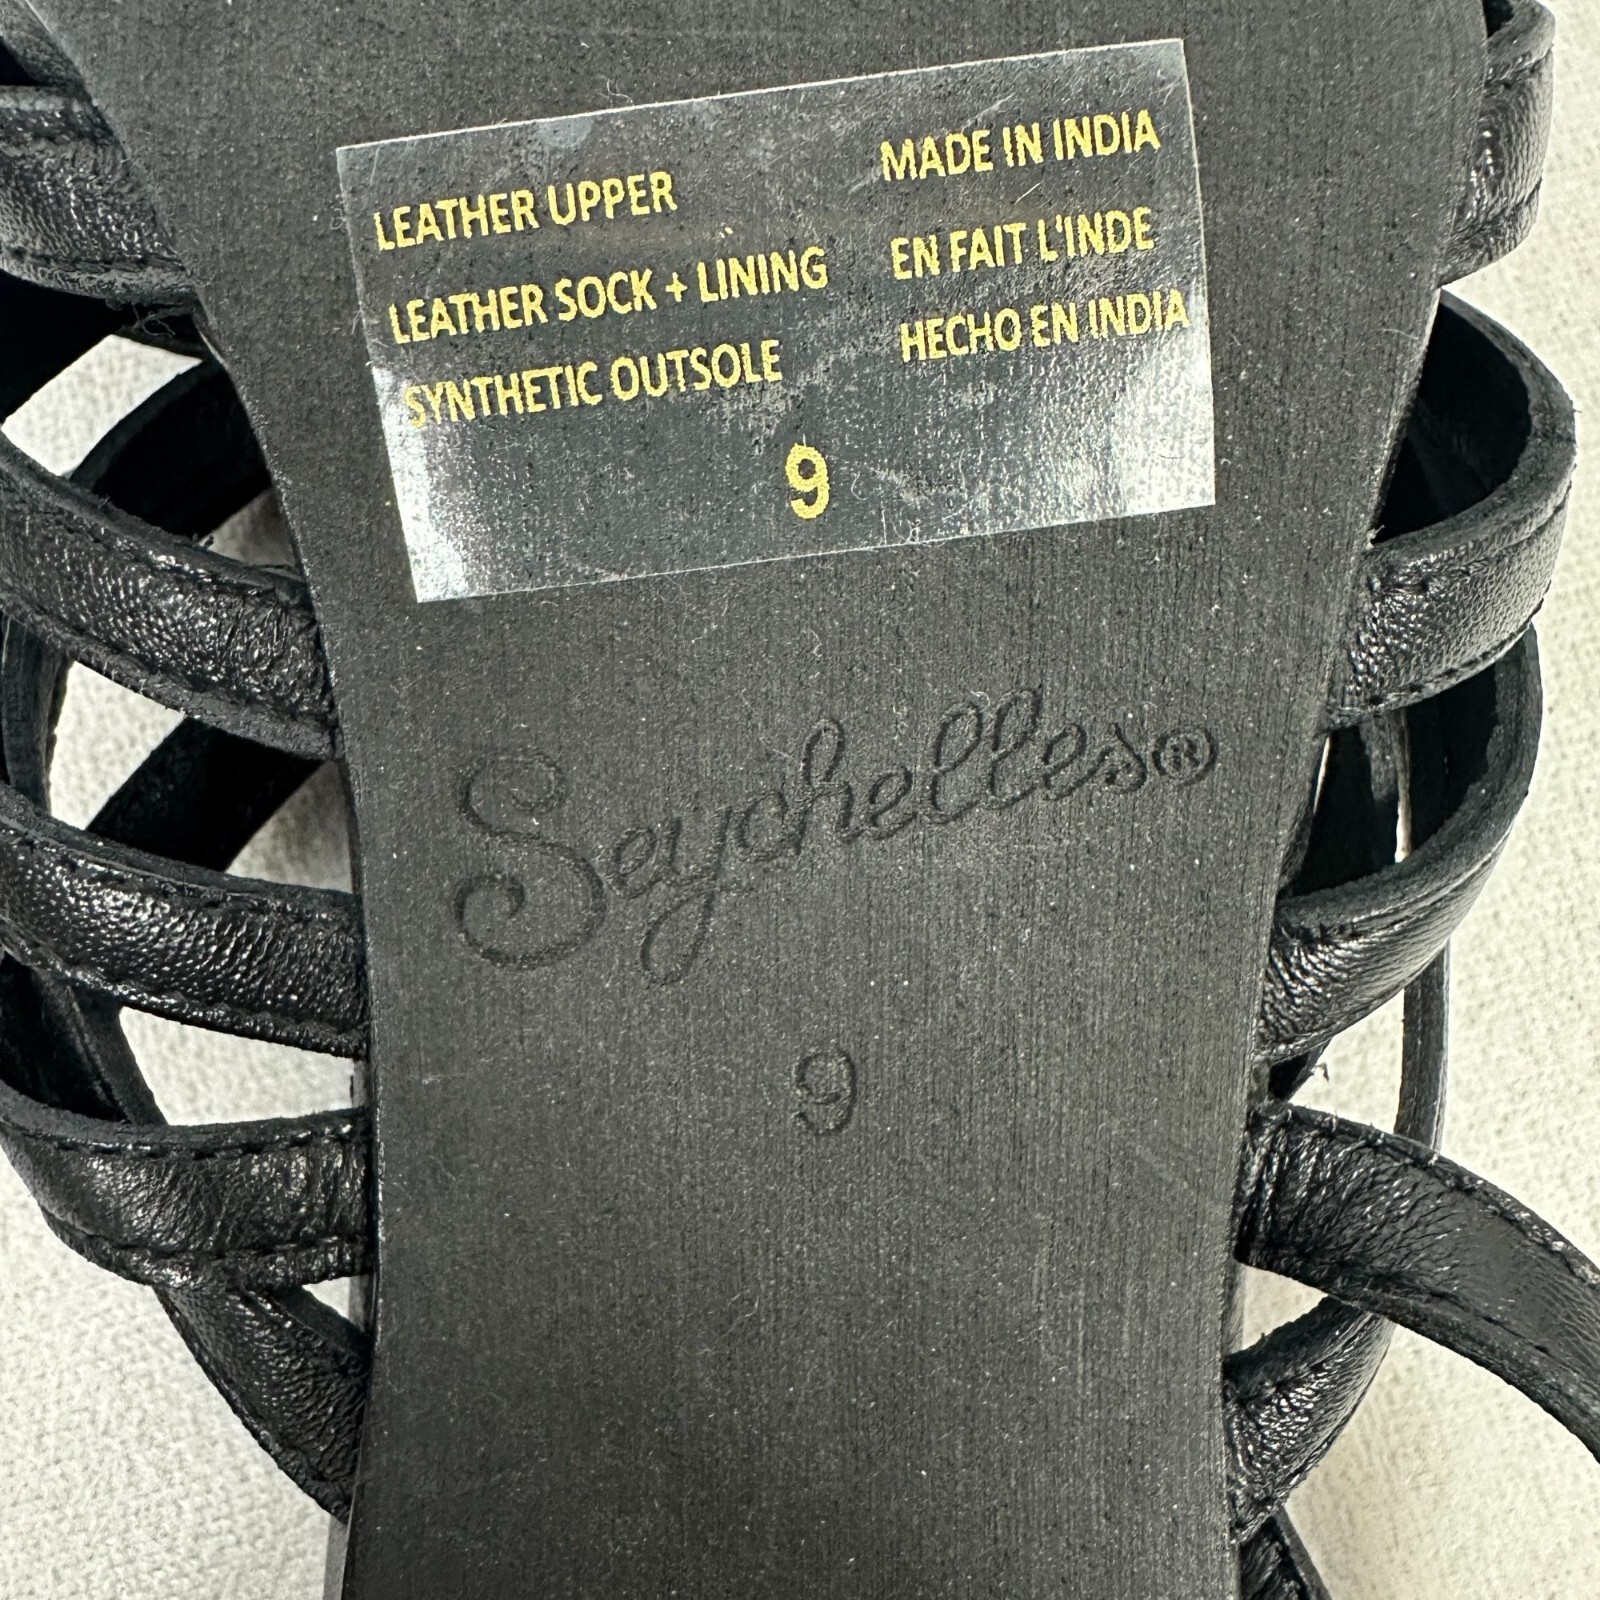 LEATHER UPPER
LEATHER SOCK + LINING
SYNTHETIC OUTSOLE
MADE IN INDIA
EN FAIT L'INDE
HECHO EN INDIA
9
Seychelles®
9